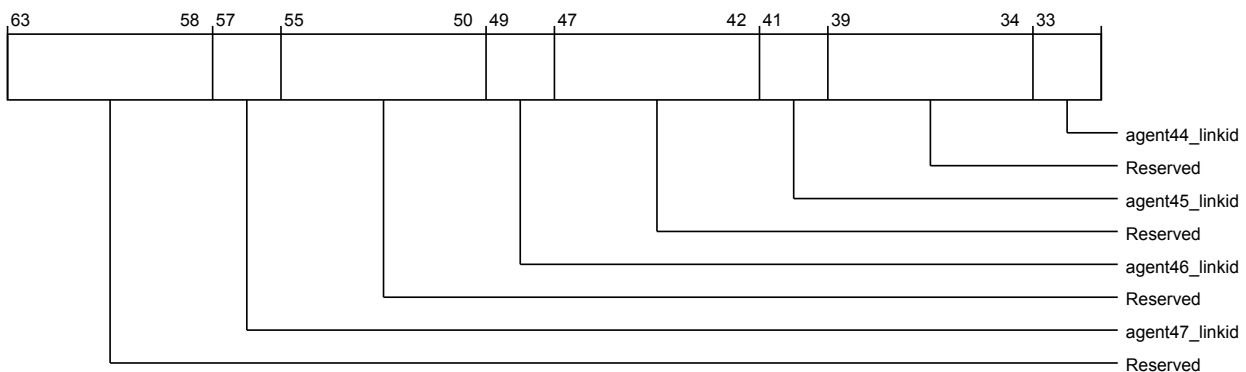 63 58 57 55 50 49 47 42 41 39 34 33
agent44_linkid
Reserved
agent45_linkid
Reserved
agent46_linkid
Reserved
agent47_linkid
Reserved